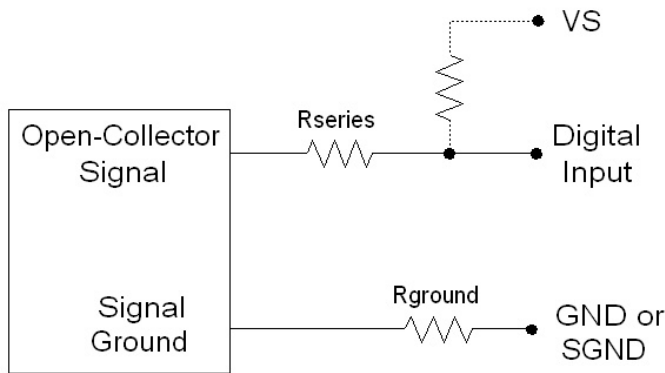 VS
Open-Collector
Signal
Rseries
Digital
Input
Signal
Ground
Rground
GND or
SGND